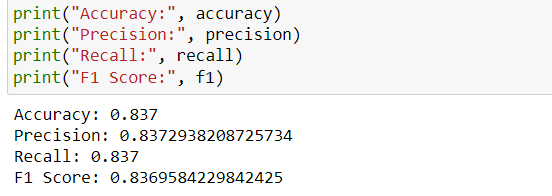 print("Accuracy:", accuracy)
print("Precision:", precision)
print("Recall:", recall)
print("F1 Score:", f1)
Accuracy: 0.837
Precision: 0.8372938208725734
Recall: 0.837
F1 Score: 0.8369584229842425